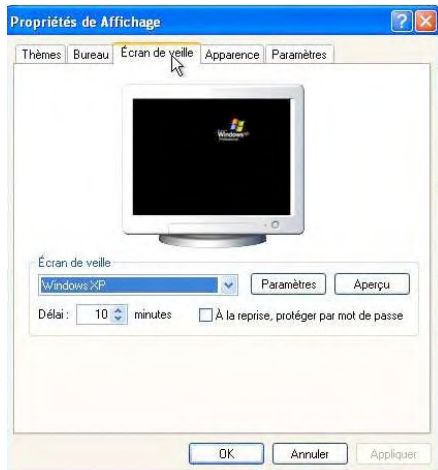 Propriétés de Affichage
Thèmes Bureau Écran de veille Apparence Paramètres
Windows
Écran de veille
Windows XP Paramètres Aperçu
Délai : 10 minutes À la reprise, protéger par mot de passe
OK Annuler Appliquer